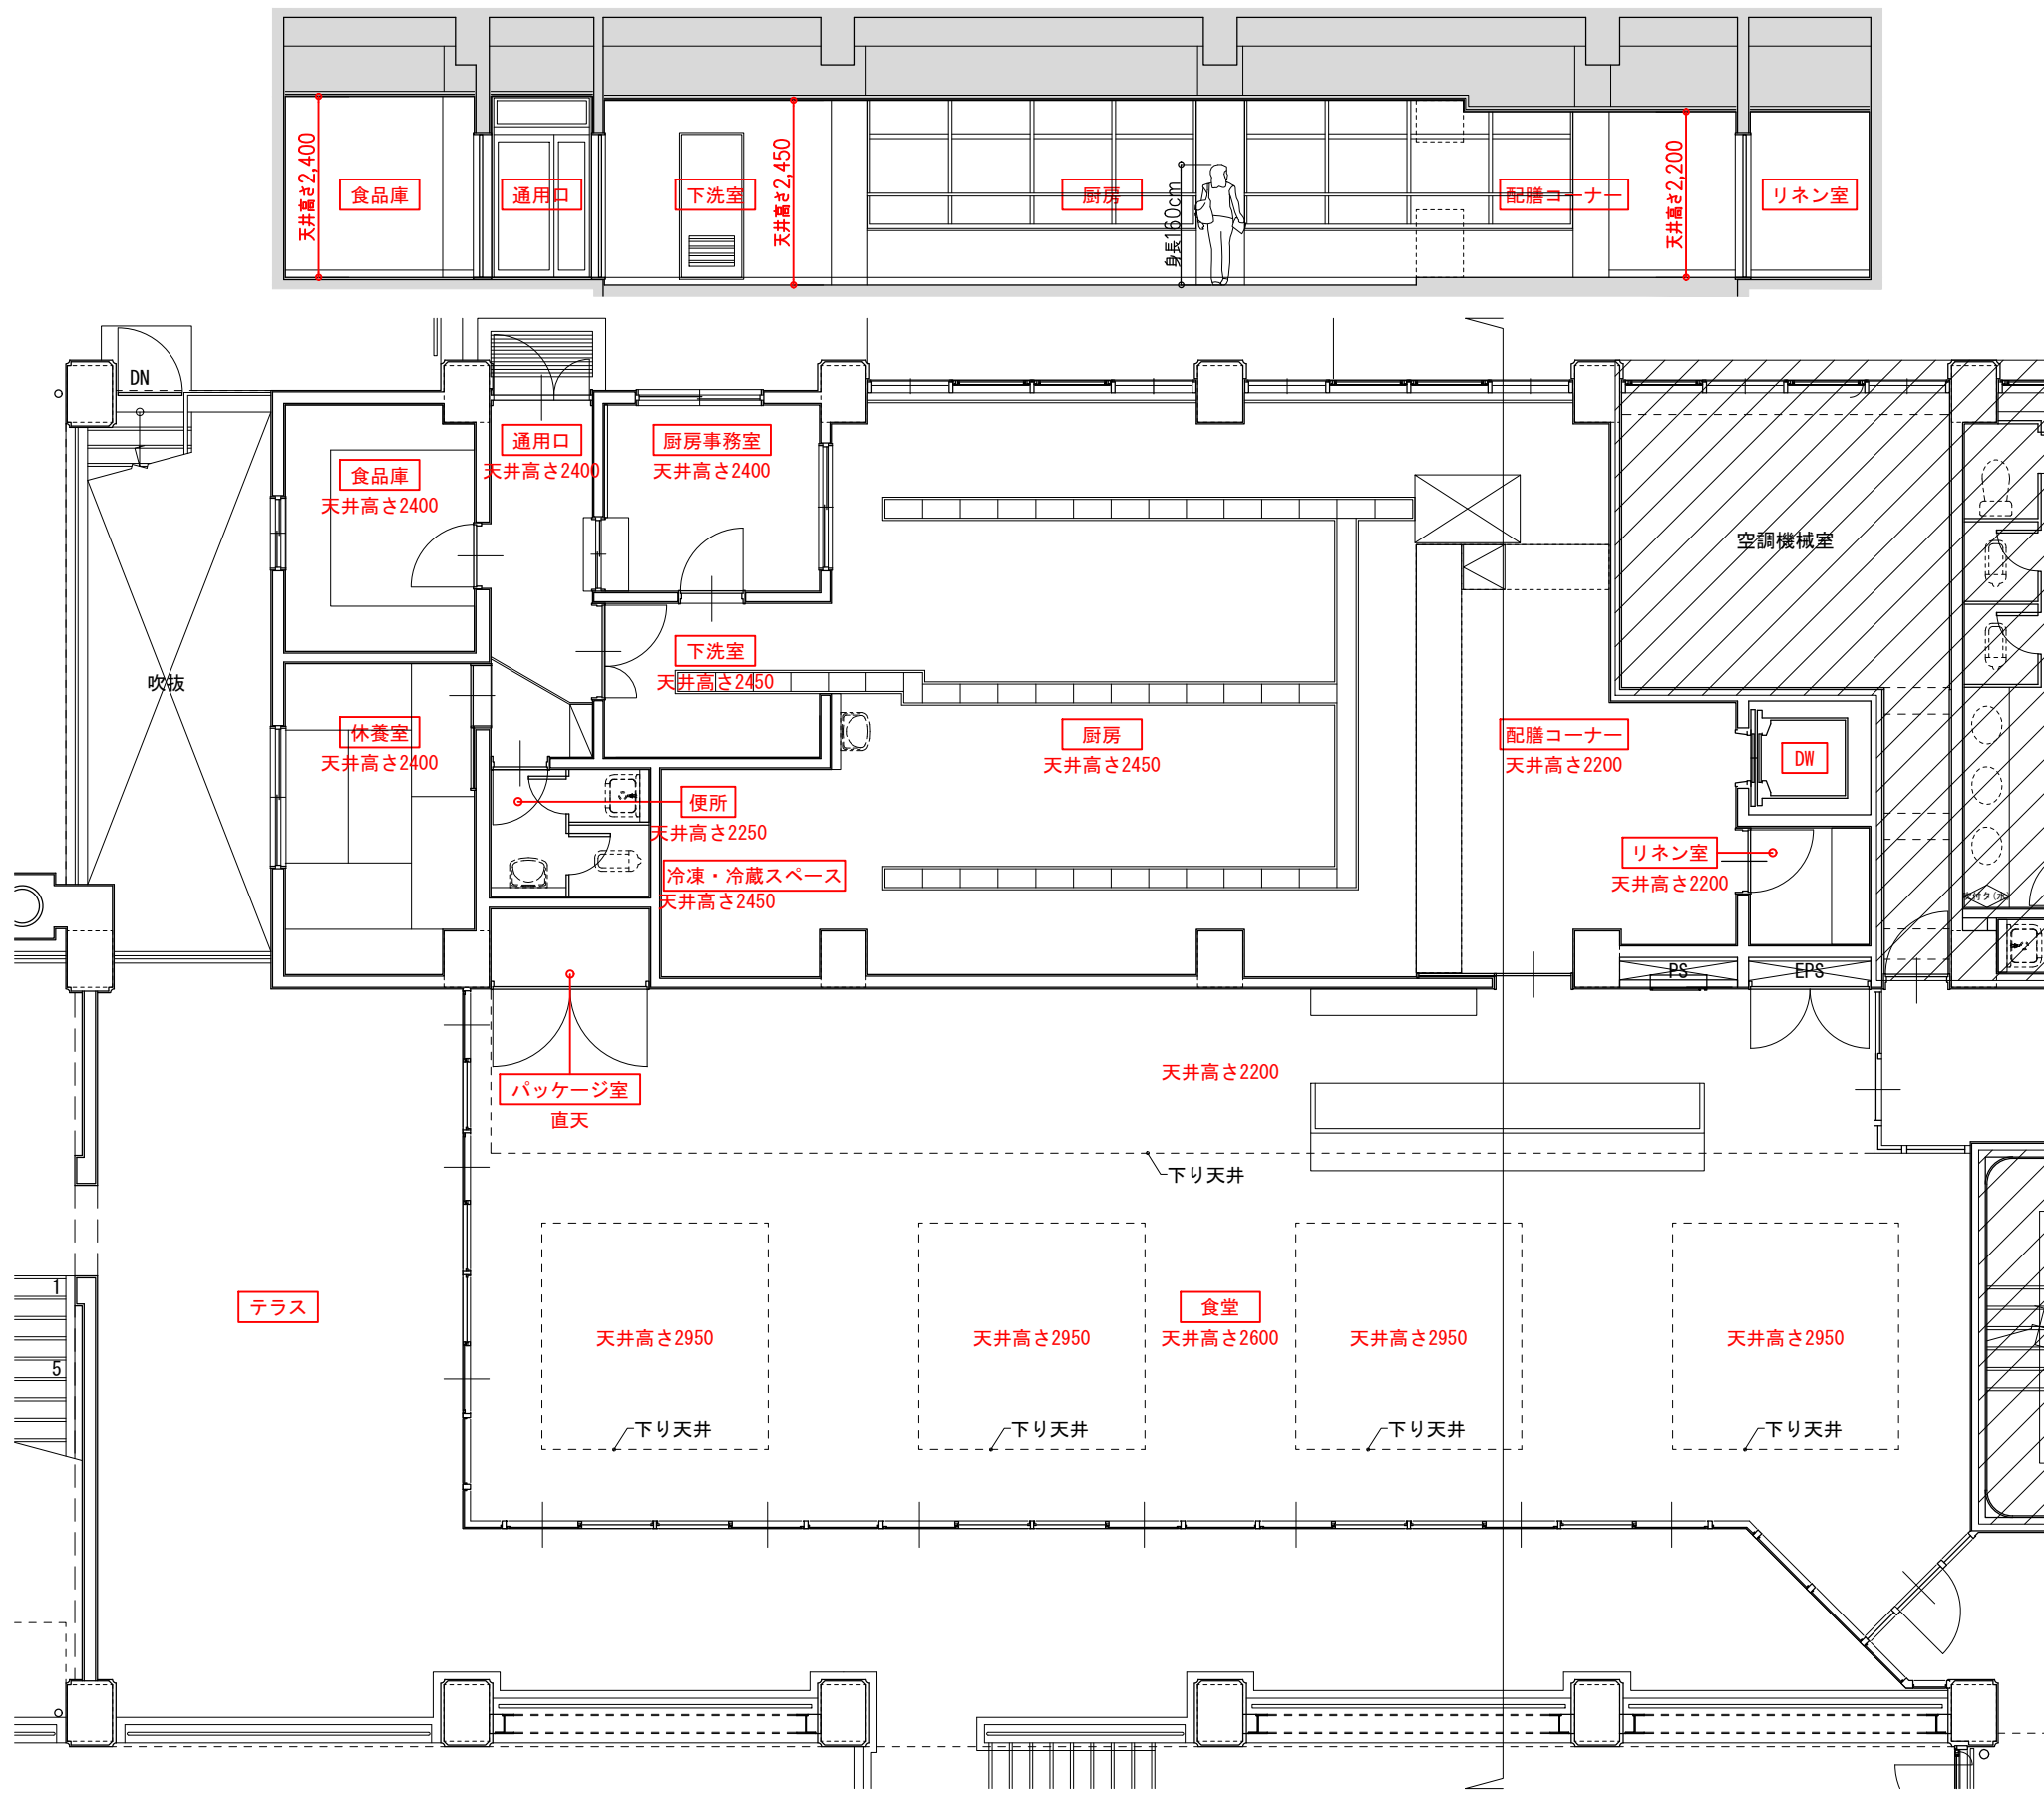 天井高さ2,400
食品庫
通用口
下洗室
天井高さ2,450
厨房
身長160cm
配膳コーナー
天井高さ2,200
リネン室
DN
食品庫
天井高さ2400
通用口
天井高さ2400
厨房事務室
天井高さ2400
空調機械室
吹抜
下洗室
天井高さ2450
休養室
天井高さ2400
厨房
天井高さ2450
配膳コーナー
天井高さ2200
DW
便所
天井高さ2250
リネン室
天井高さ2200
冷凍・冷蔵スペース
天井高さ2450
PS
EPS
パッケージ室
直天
天井高さ2200
下り天井
1
5
テラス
食堂
天井高さ2600
天井高さ2950
天井高さ2950
天井高さ2950
天井高さ2950
下り天井
下り天井
下り天井
下り天井